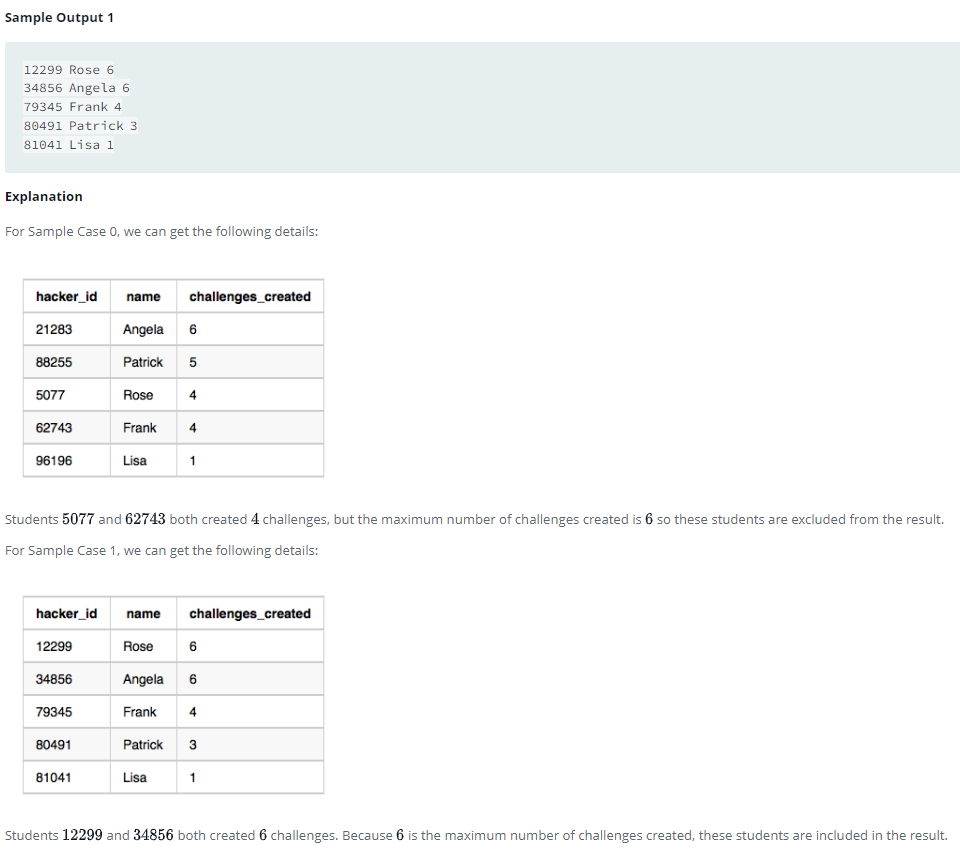 Sample Output 1
12299 Rose 6
34856 Angela 6
79345 Frank 4
80491 Patrick 3
81041 Lisa 1
Explanation
For Sample Case 0, we can get the following details:
hacker_id name challenges_created
21283 Angela 6
88255 Patrick 5
5077 Rose 4
62743 Frank 4
96196 Lisa 1
Students 5077 and 62743 both created 4 challenges, but the maximum number of challenges created is 6 so these students are excluded from the result.
For Sample Case 1, we can get the following details:
hacker_id name challenges_created
12299 Rose 6
34856 Angela 6
79345 Frank 4
80491 Patrick 3
81041 Lisa 1
Students 12299 and 34856 both created 6 challenges. Because 6 is the maximum number of challenges created, these students are included in the result.